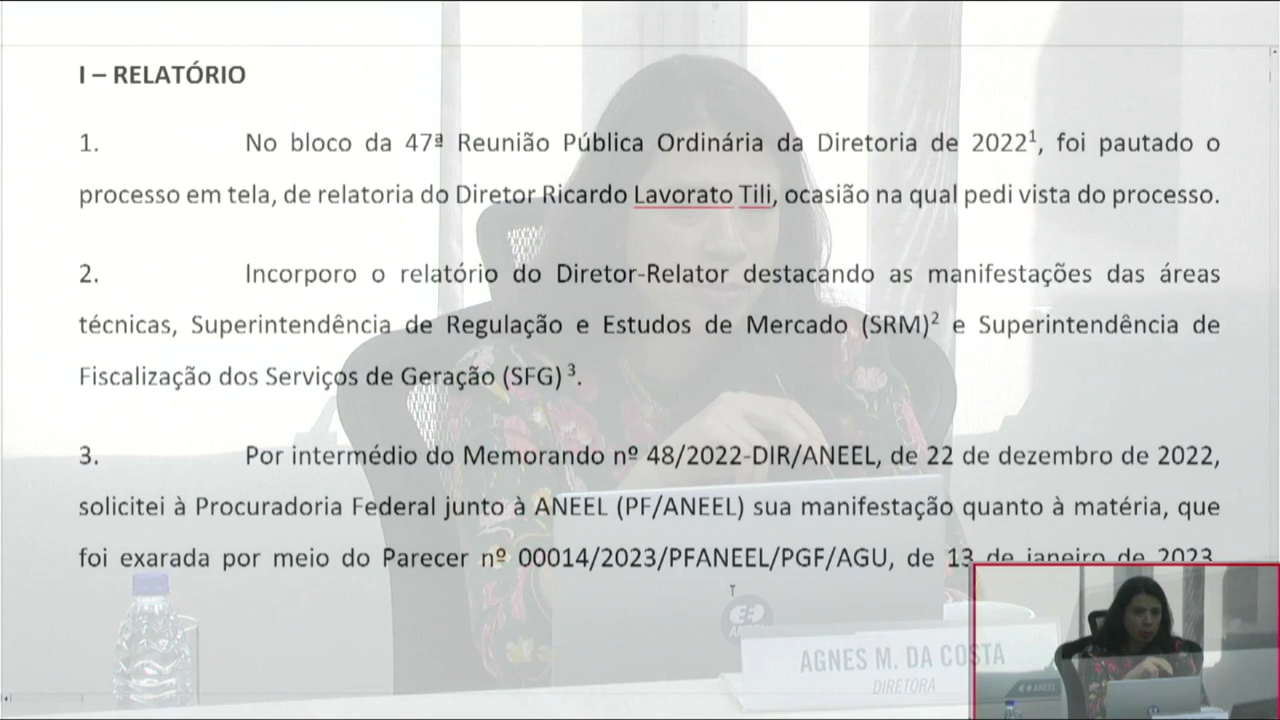 I – RELATÓRIO
1. No bloco da 47ª Reunião Pública Ordinária da Diretoria de 2022¹, foi pautado o
processo em tela, de relatoria do Diretor Ricardo Lavorato Tili, ocasião na qual pedi vista do processo.
2. Incorporo o relatório do Diretor-Relator destacando as manifestações das áreas
técnicas, Superintendência de Regulação e Estudos de Mercado (SRM)² e Superintendência de
Fiscalização dos Serviços de Geração (SFG) ³.
3. Por intermédio do Memorando nº 48/2022-DIR/ANEEL, de 22 de dezembro de 2022,
solicitei à Procuradoria Federal junto à ANEEL (PF/ANEEL) sua manifestação quanto à matéria, que
foi exarada por meio do Parecer nº 00014/2023/PFANEEL/PGF/AGU, de 13 de janeiro de 2023
AGNES M. DA COSTA
DIRETORA
ANEEL